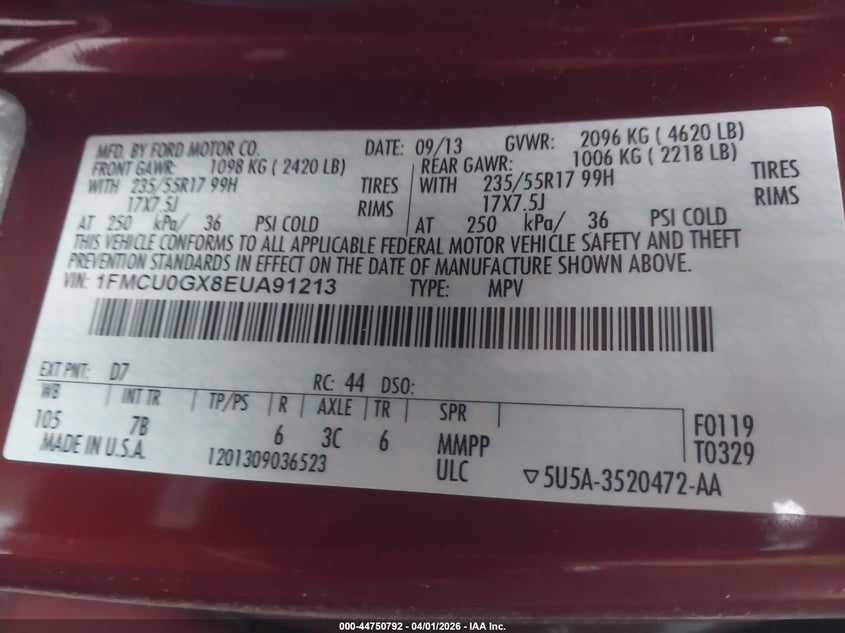 MFD. BY FORD MOTOR CO. DATE: 09/13 GVWR: 2096 KG ( 4620 LB)
FRONT GAWR: 1098 KG ( 2420 LB) REAR GAWR: 1006 KG ( 2218 LB)
WITH 235/55R17 99H TIRES WITH 235/55R17 99H TIRES
17X7.5J RIMS 17X7.5J RIMS
AT 250 kPa/ 36 PSI COLD AT 250 kPa/ 36 PSI COLD
THIS VEHICLE CONFORMS TO ALL APPLICABLE FEDERAL MOTOR VEHICLE SAFETY AND THEFT
PREVENTION STANDARDS IN EFFECT ON THE DATE OF MANUFACTURE SHOWN ABOVE.
VIN: 1FMCU0GX8EUA91213 TYPE: MPV
EXT PNT: D7 RC: 44 DSO:
WB INT TR TP/PS R AXLE TR SPR
105 7B 6 3C 6 MMPP F0119
MADE IN U.S.A. 1201309036523 ULC T0329
▽5U5A-3520472-AA
000-44750792 - 04/01/2026 - IAA Inc.